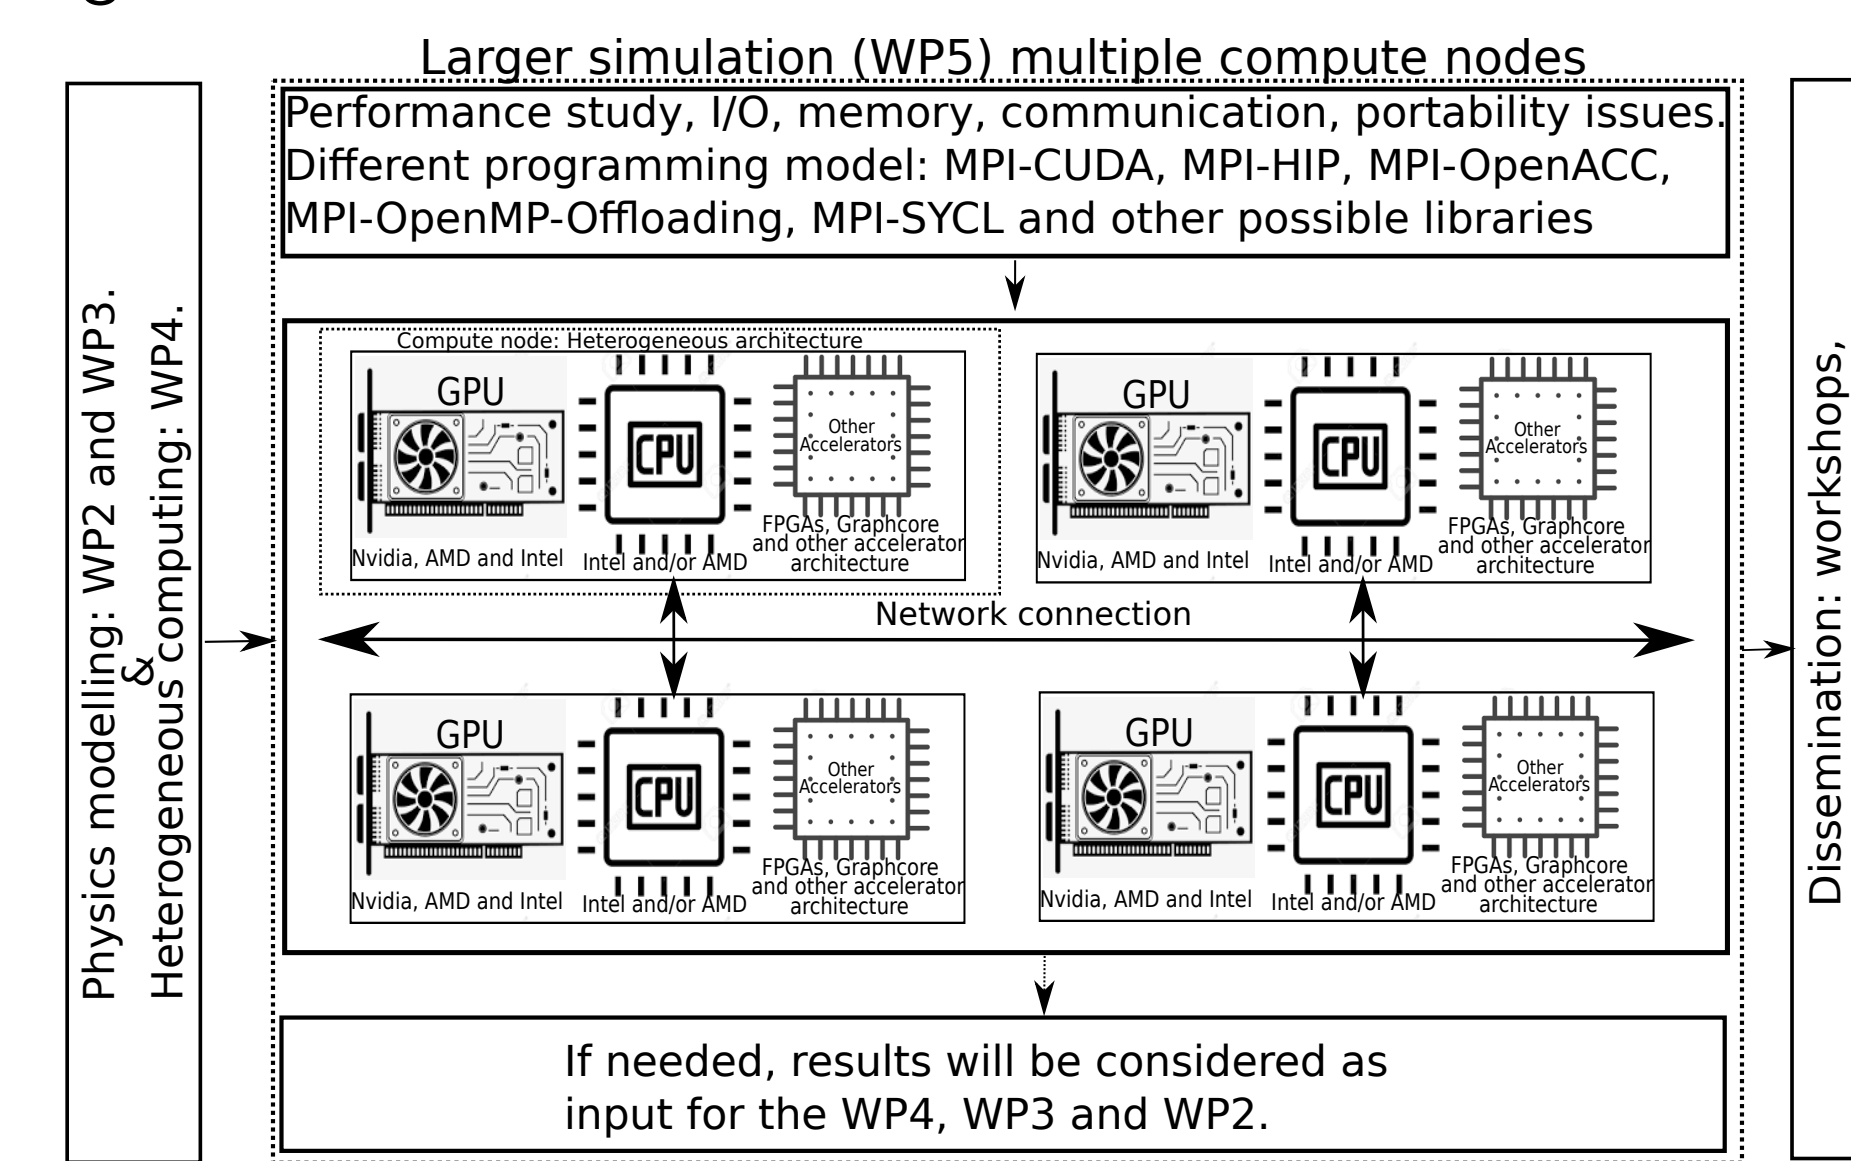 Larger simulation (WP5) multiple compute nodes
Performance study, I/O, memory, communication, portability issues.
Different programming model: MPI-CUDA, MPI-HIP, MPI-OpenACC,
MPI-OpenMP-Offloading, MPI-SYCL and other possible libraries
Physics modelling: WP2 and WP3.
&
Heterogeneous computing: WP4.
Compute node: Heterogeneous architecture
GPU
CPU
Other
Accelerators
Nvidia, AMD and Intel
Intel and/or AMD
FPGAs, Graphcore
and other accelerator
architecture
GPU
CPU
Other
Accelerators
Nvidia, AMD and Intel
Intel and/or AMD
FPGAs, Graphcore
and other accelerator
architecture
Network connection
GPU
CPU
Other
Accelerators
Nvidia, AMD and Intel
Intel and/or AMD
FPGAs, Graphcore
and other accelerator
architecture
GPU
CPU
Other
Accelerators
Nvidia, AMD and Intel
Intel and/or AMD
FPGAs, Graphcore
and other accelerator
architecture
If needed, results will be considered as
input for the WP4, WP3 and WP2.
Dissemination: workshops,